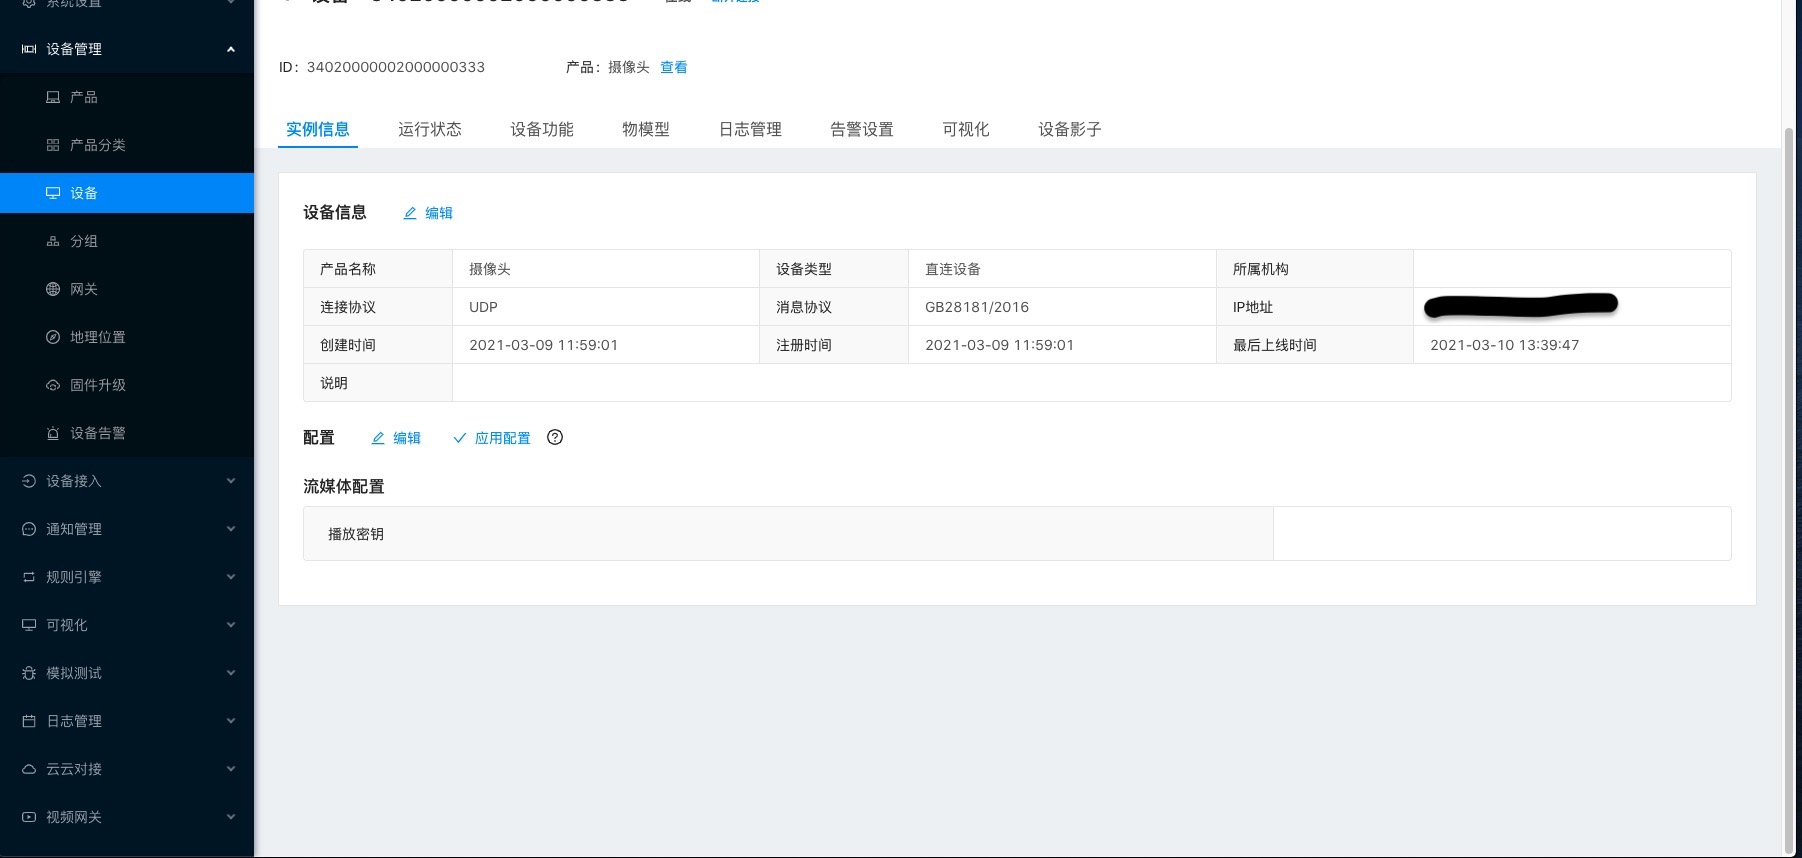 系统设置
设备管理
产品
产品分类
设备
分组
网关
地理位置
固件升级
设备告警
设备接入
通知管理
规则引擎
可视化
模拟测试
日志管理
云云对接
视频网关
ID： 34020000002000000333 产品： 摄像头 查看
实例信息 运行状态 设备功能 物模型 日志管理 告警设置 可视化 设备影子
设备信息 编辑
产品名称 摄像头 设备类型 直连设备 所属机构
连接协议 UDP 消息协议 GB28181/2016 IP地址
创建时间 2021-03-09 11:59:01 注册时间 2021-03-09 11:59:01 最后上线时间 2021-03-10 13:39:47
说明
配置 编辑 应用配置
流媒体配置
播放密钥